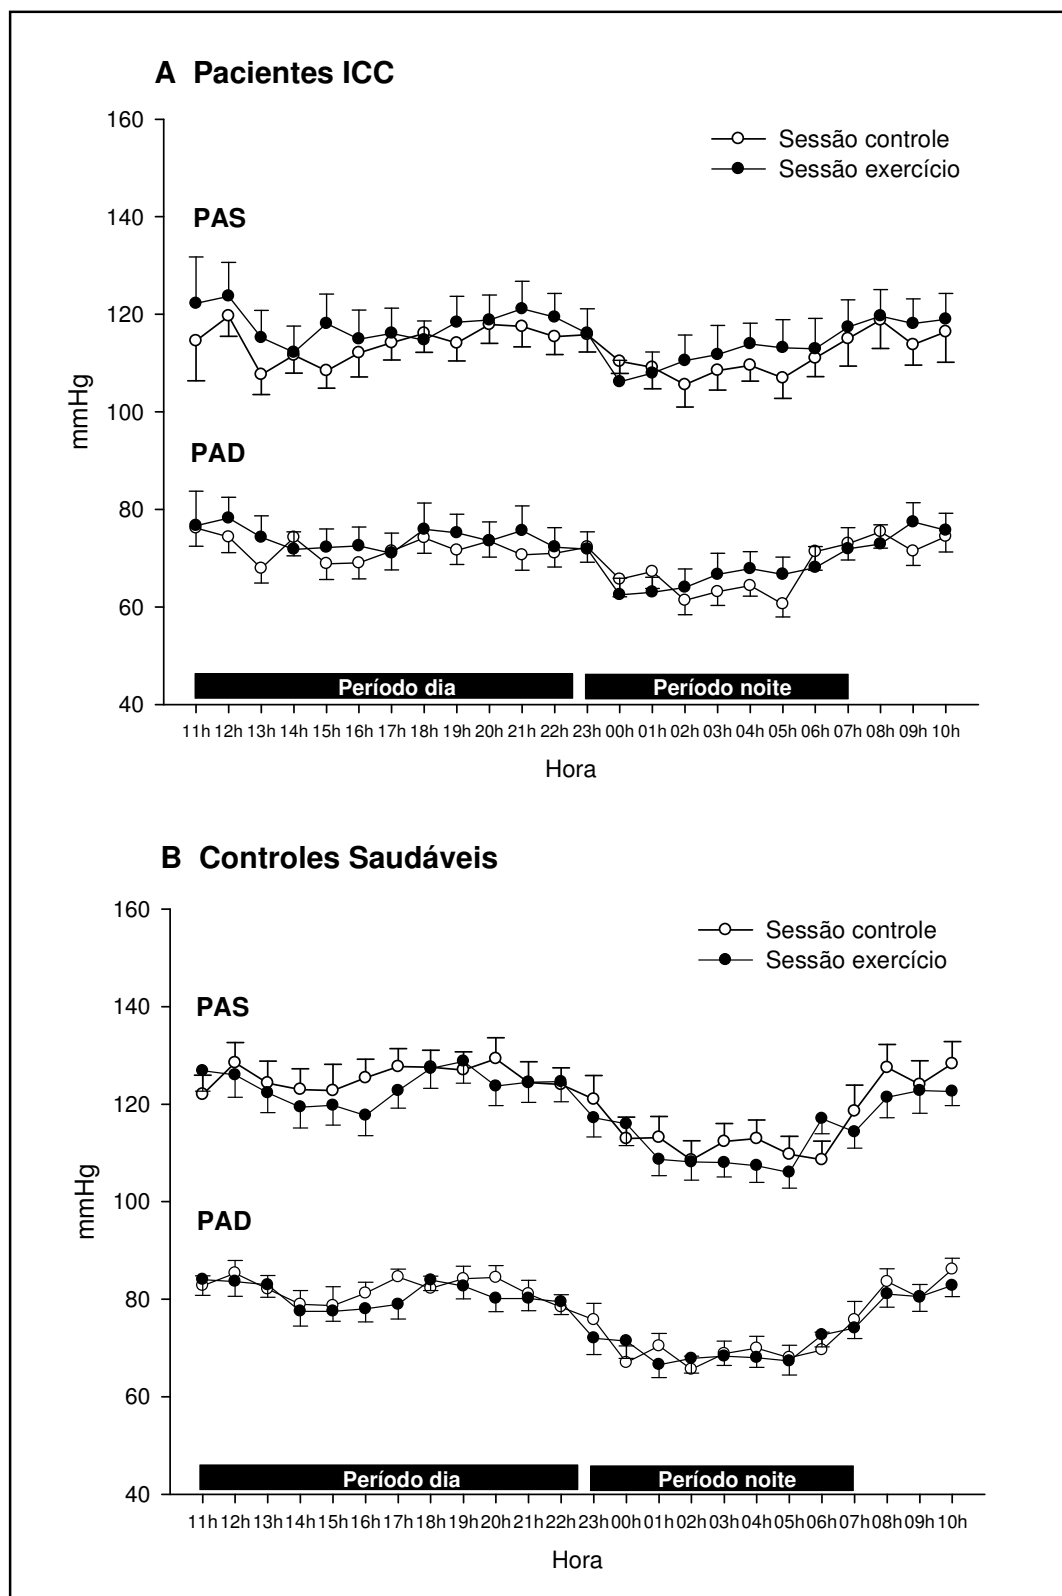 A Pacientes ICC
160
Sessão controle
Sessão exercício
140
PAS
120
mmHg
100
PAD
80
60
Período dia
Período noite
40
11h 12h 13h 14h 15h 16h 17h 18h 19h 20h 21h 22h 23h 00h 01h 02h 03h 04h 05h 06h 07h 08h 09h 10h
Hora
B Controles Saudáveis
160
Sessão controle
Sessão exercício
140
PAS
120
mmHg
100
PAD
80
60
Período dia
Período noite
40
11h 12h 13h 14h 15h 16h 17h 18h 19h 20h 21h 22h 23h 00h 01h 02h 03h 04h 05h 06h 07h 08h 09h 10h
Hora